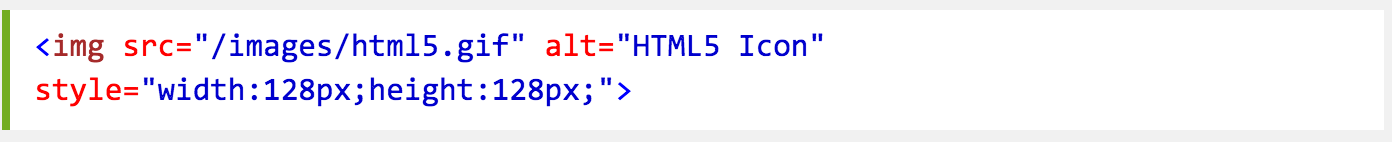 <img src="/images/html5.gif" alt="HTML5 Icon"
style="width:128px;height:128px;">